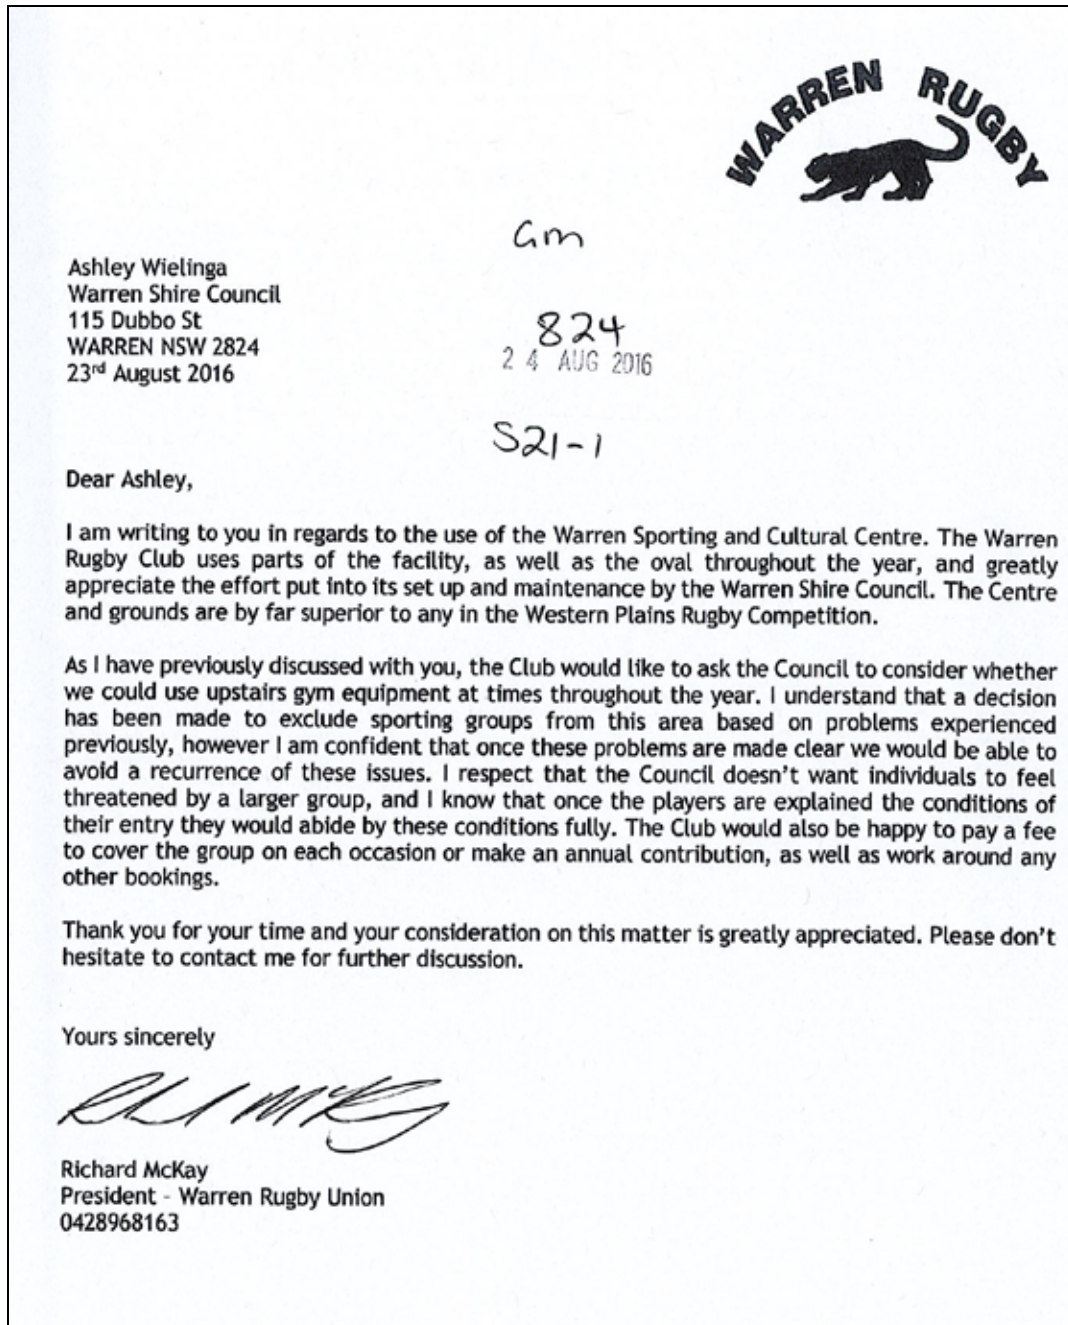 WARREN RUGBY
Gm
Ashley Wielinga
Warren Shire Council
115 Dubbo St
WARREN NSW 2824
23rd August 2016
824
24 AUG 2016
S21-1
Dear Ashley,
I am writing to you in regards to the use of the Warren Sporting and Cultural Centre. The Warren
Rugby Club uses parts of the facility, as well as the oval throughout the year, and greatly
appreciate the effort put into its set up and maintenance by the Warren Shire Council. The Centre
and grounds are by far superior to any in the Western Plains Rugby Competition.
As I have previously discussed with you, the Club would like to ask the Council to consider whether
we could use upstairs gym equipment at times throughout the year. I understand that a decision
has been made to exclude sporting groups from this area based on problems experienced
previously, however I am confident that once these problems are made clear we would be able to
avoid a recurrence of these issues. I respect that the Council doesn't want individuals to feel
threatened by a larger group, and I know that once the players are explained the conditions of
their entry they would abide by these conditions fully. The Club would also be happy to pay a fee
to cover the group on each occasion or make an annual contribution, as well as work around any
other bookings.
Thank you for your time and your consideration on this matter is greatly appreciated. Please don't
hesitate to contact me for further discussion.
Yours sincerely
Richard McKay
President - Warren Rugby Union
0428968163